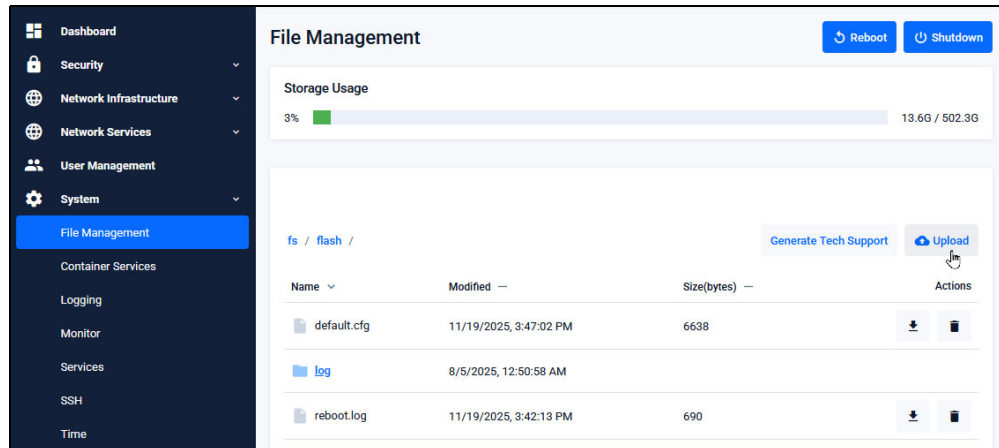 Dashboard
Security
Network Infrastructure
Network Services
User Management
System
File Management
Container Services
Logging
Monitor
Services
SSH
Time
File Management
Reboot
Shutdown
Storage Usage
3%
13.6G / 502.3G
fs / flash /
Generate Tech Support
Upload
Name Modified Size(bytes) Actions
default.cfg 11/19/2025, 3:47:02 PM 6638
log 8/5/2025, 12:50:58 AM
reboot.log 11/19/2025, 3:42:13 PM 690